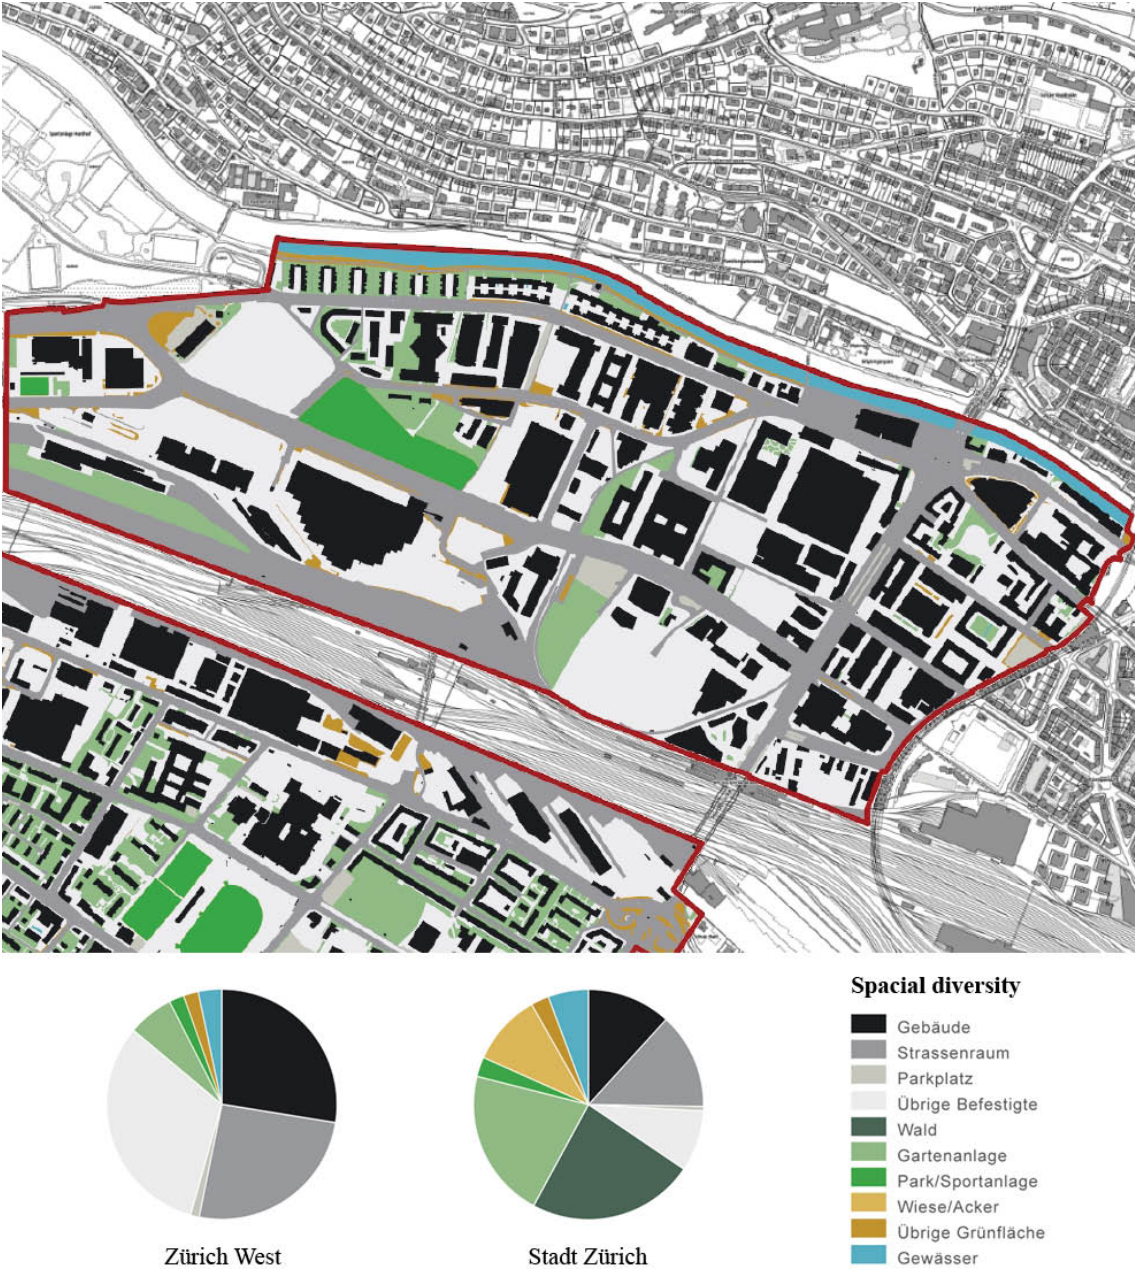 Zürich West
Stadt Zürich
Spacial diversity
Gebäude
Strassenraum
Parkplatz
Übrige Befestigte
Wald
Gartenanlage
Park/Sportanlage
Wiese/Acker
Übrige Grünfläche
Gewässer